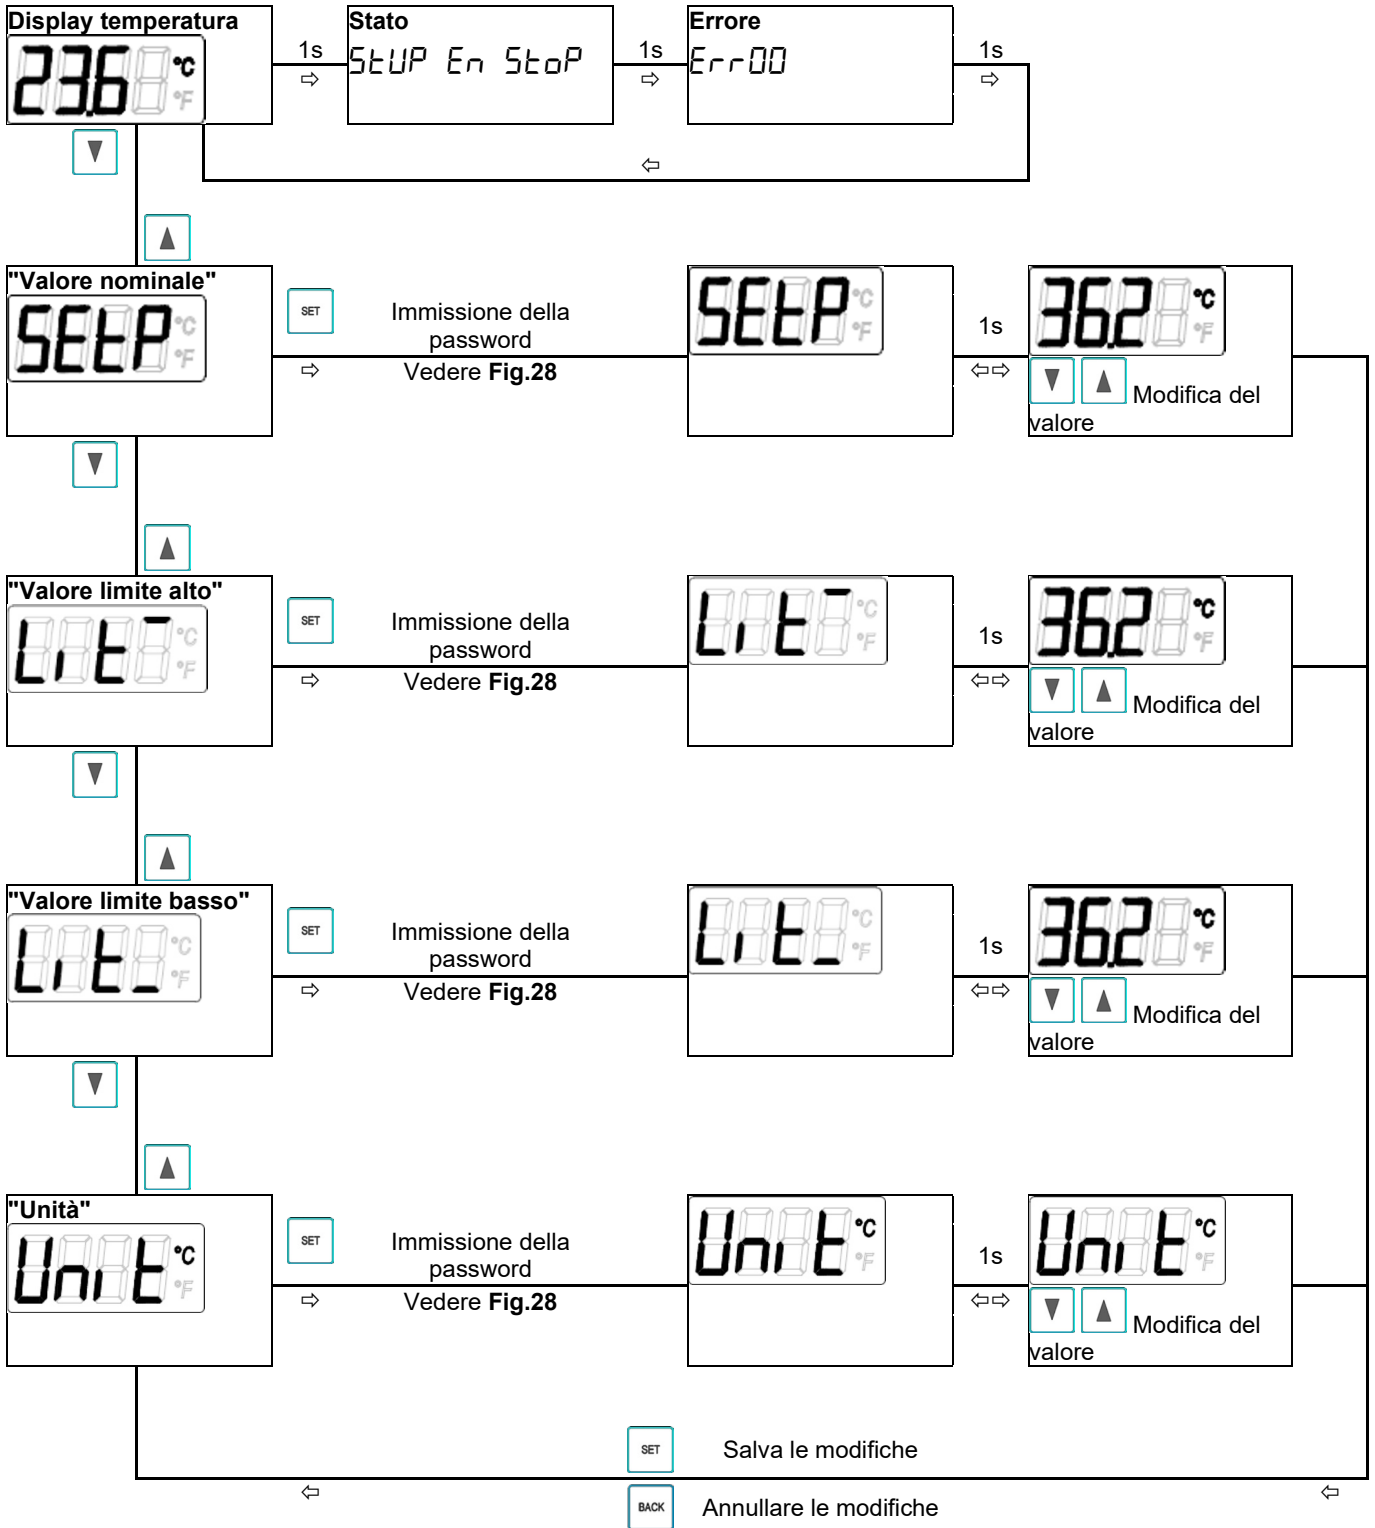 Display temperatura
23.6 °C °F
1s
Stato
StUP En StoP
1s
Errore
Err00
1s
"Valore nominale"
SEtP °C °F
SET
Immissione della
password
Vedere Fig.28
SEtP °C °F
1s
36.2 °C °F
Modifica del
valore
"Valore limite alto"
Lit¯ °C °F
SET
Immissione della
password
Vedere Fig.28
Lit¯ °C °F
1s
36.2 °C °F
Modifica del
valore
"Valore limite basso"
Lit_ °C °F
SET
Immissione della
password
Vedere Fig.28
Lit_ °C °F
1s
36.2 °C °F
Modifica del
valore
"Unità"
Unit °C °F
SET
Immissione della
password
Vedere Fig.28
Unit °C °F
1s
Unit °C °F
Modifica del
valore
SET
Salva le modifiche
BACK
Annullare le modifiche